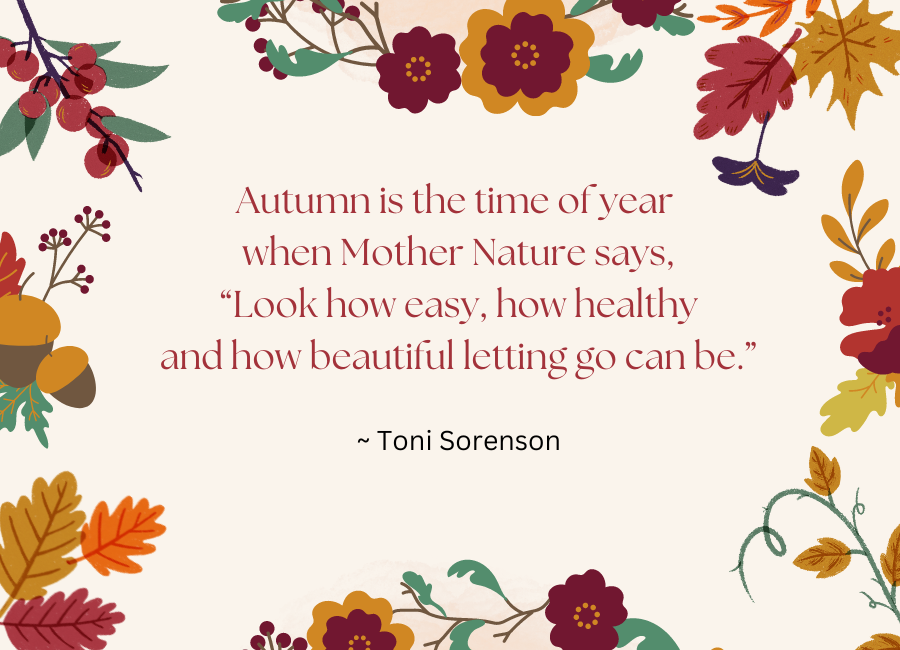 Autumn is the time of year
when Mother Nature says,
“Look how easy, how healthy
and how beautiful letting go can be.”
~ Toni Sorenson